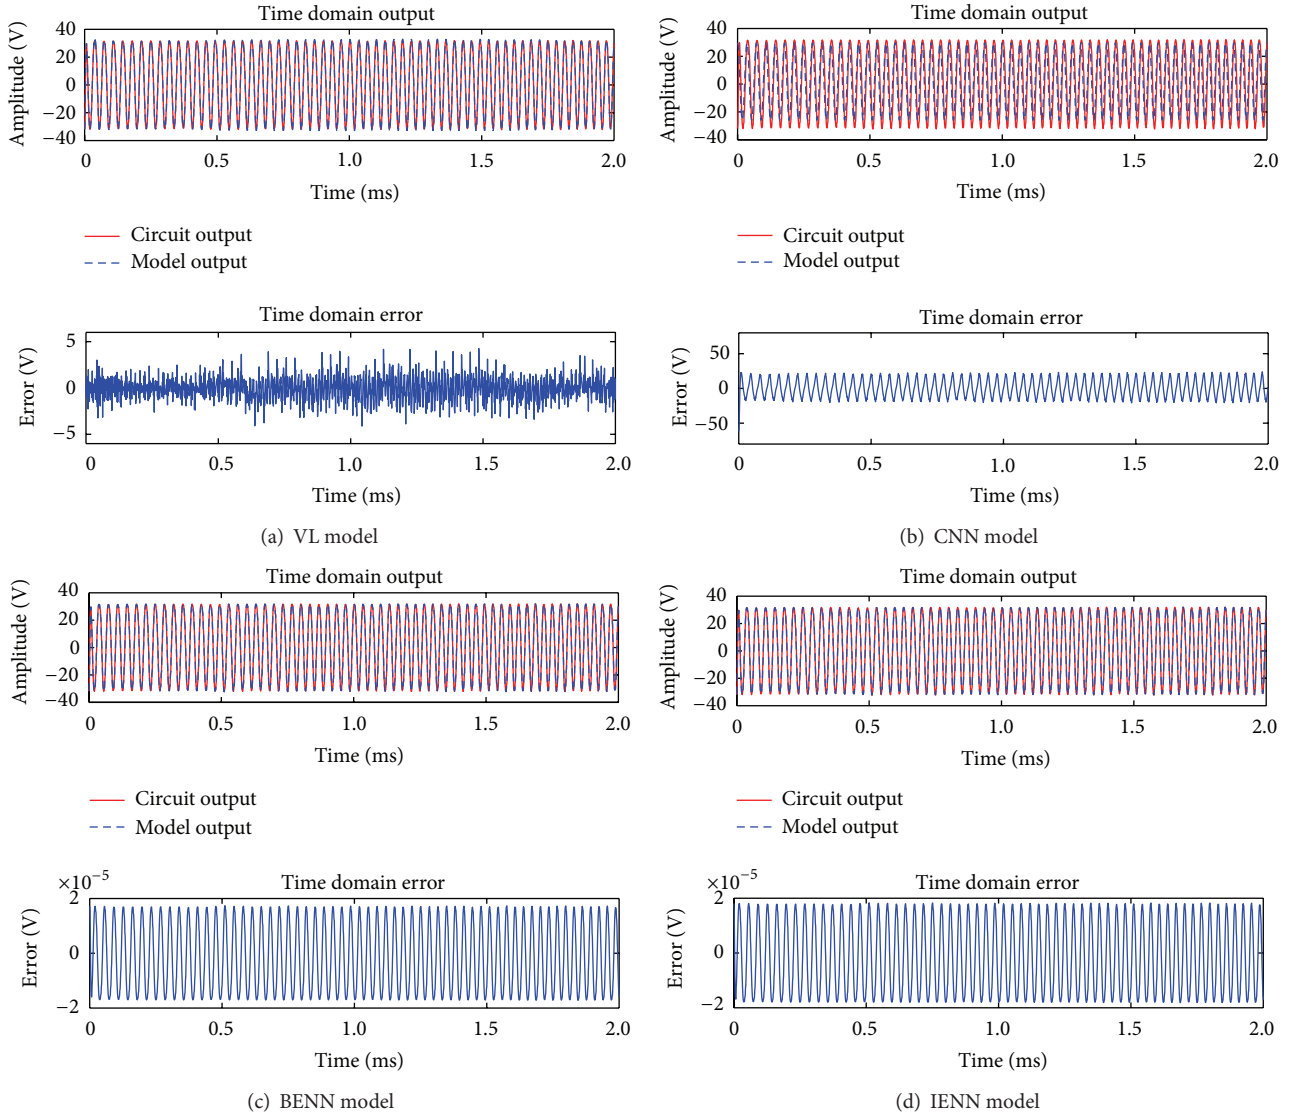 Time domain output
Amplitude (V)
40
20
0
−20
−40
0 0.5 1.0 1.5 2.0
Time (ms)
Circuit output
Model output
Time domain error
Error (V)
5
0
−5
0 0.5 1.0 1.5 2.0
Time (ms)
(a) VL model
Time domain output
Amplitude (V)
40
20
0
−20
−40
0 0.5 1.0 1.5 2.0
Time (ms)
Circuit output
Model output
Time domain error
Error (V)
50
0
−50
0 0.5 1.0 1.5 2.0
Time (ms)
(b) CNN model
Time domain output
Amplitude (V)
40
20
0
−20
−40
0 0.5 1.0 1.5 2.0
Time (ms)
Circuit output
Model output
×10⁻⁵
Time domain error
Error (V)
2
0
−2
0 0.5 1.0 1.5 2.0
Time (ms)
(c) BENN model
Time domain output
Amplitude (V)
40
20
0
−20
−40
0 0.5 1.0 1.5 2.0
Time (ms)
Circuit output
Model output
×10⁻⁵
Time domain error
Error (V)
2
0
−2
0 0.5 1.0 1.5 2.0
Time (ms)
(d) IENN model